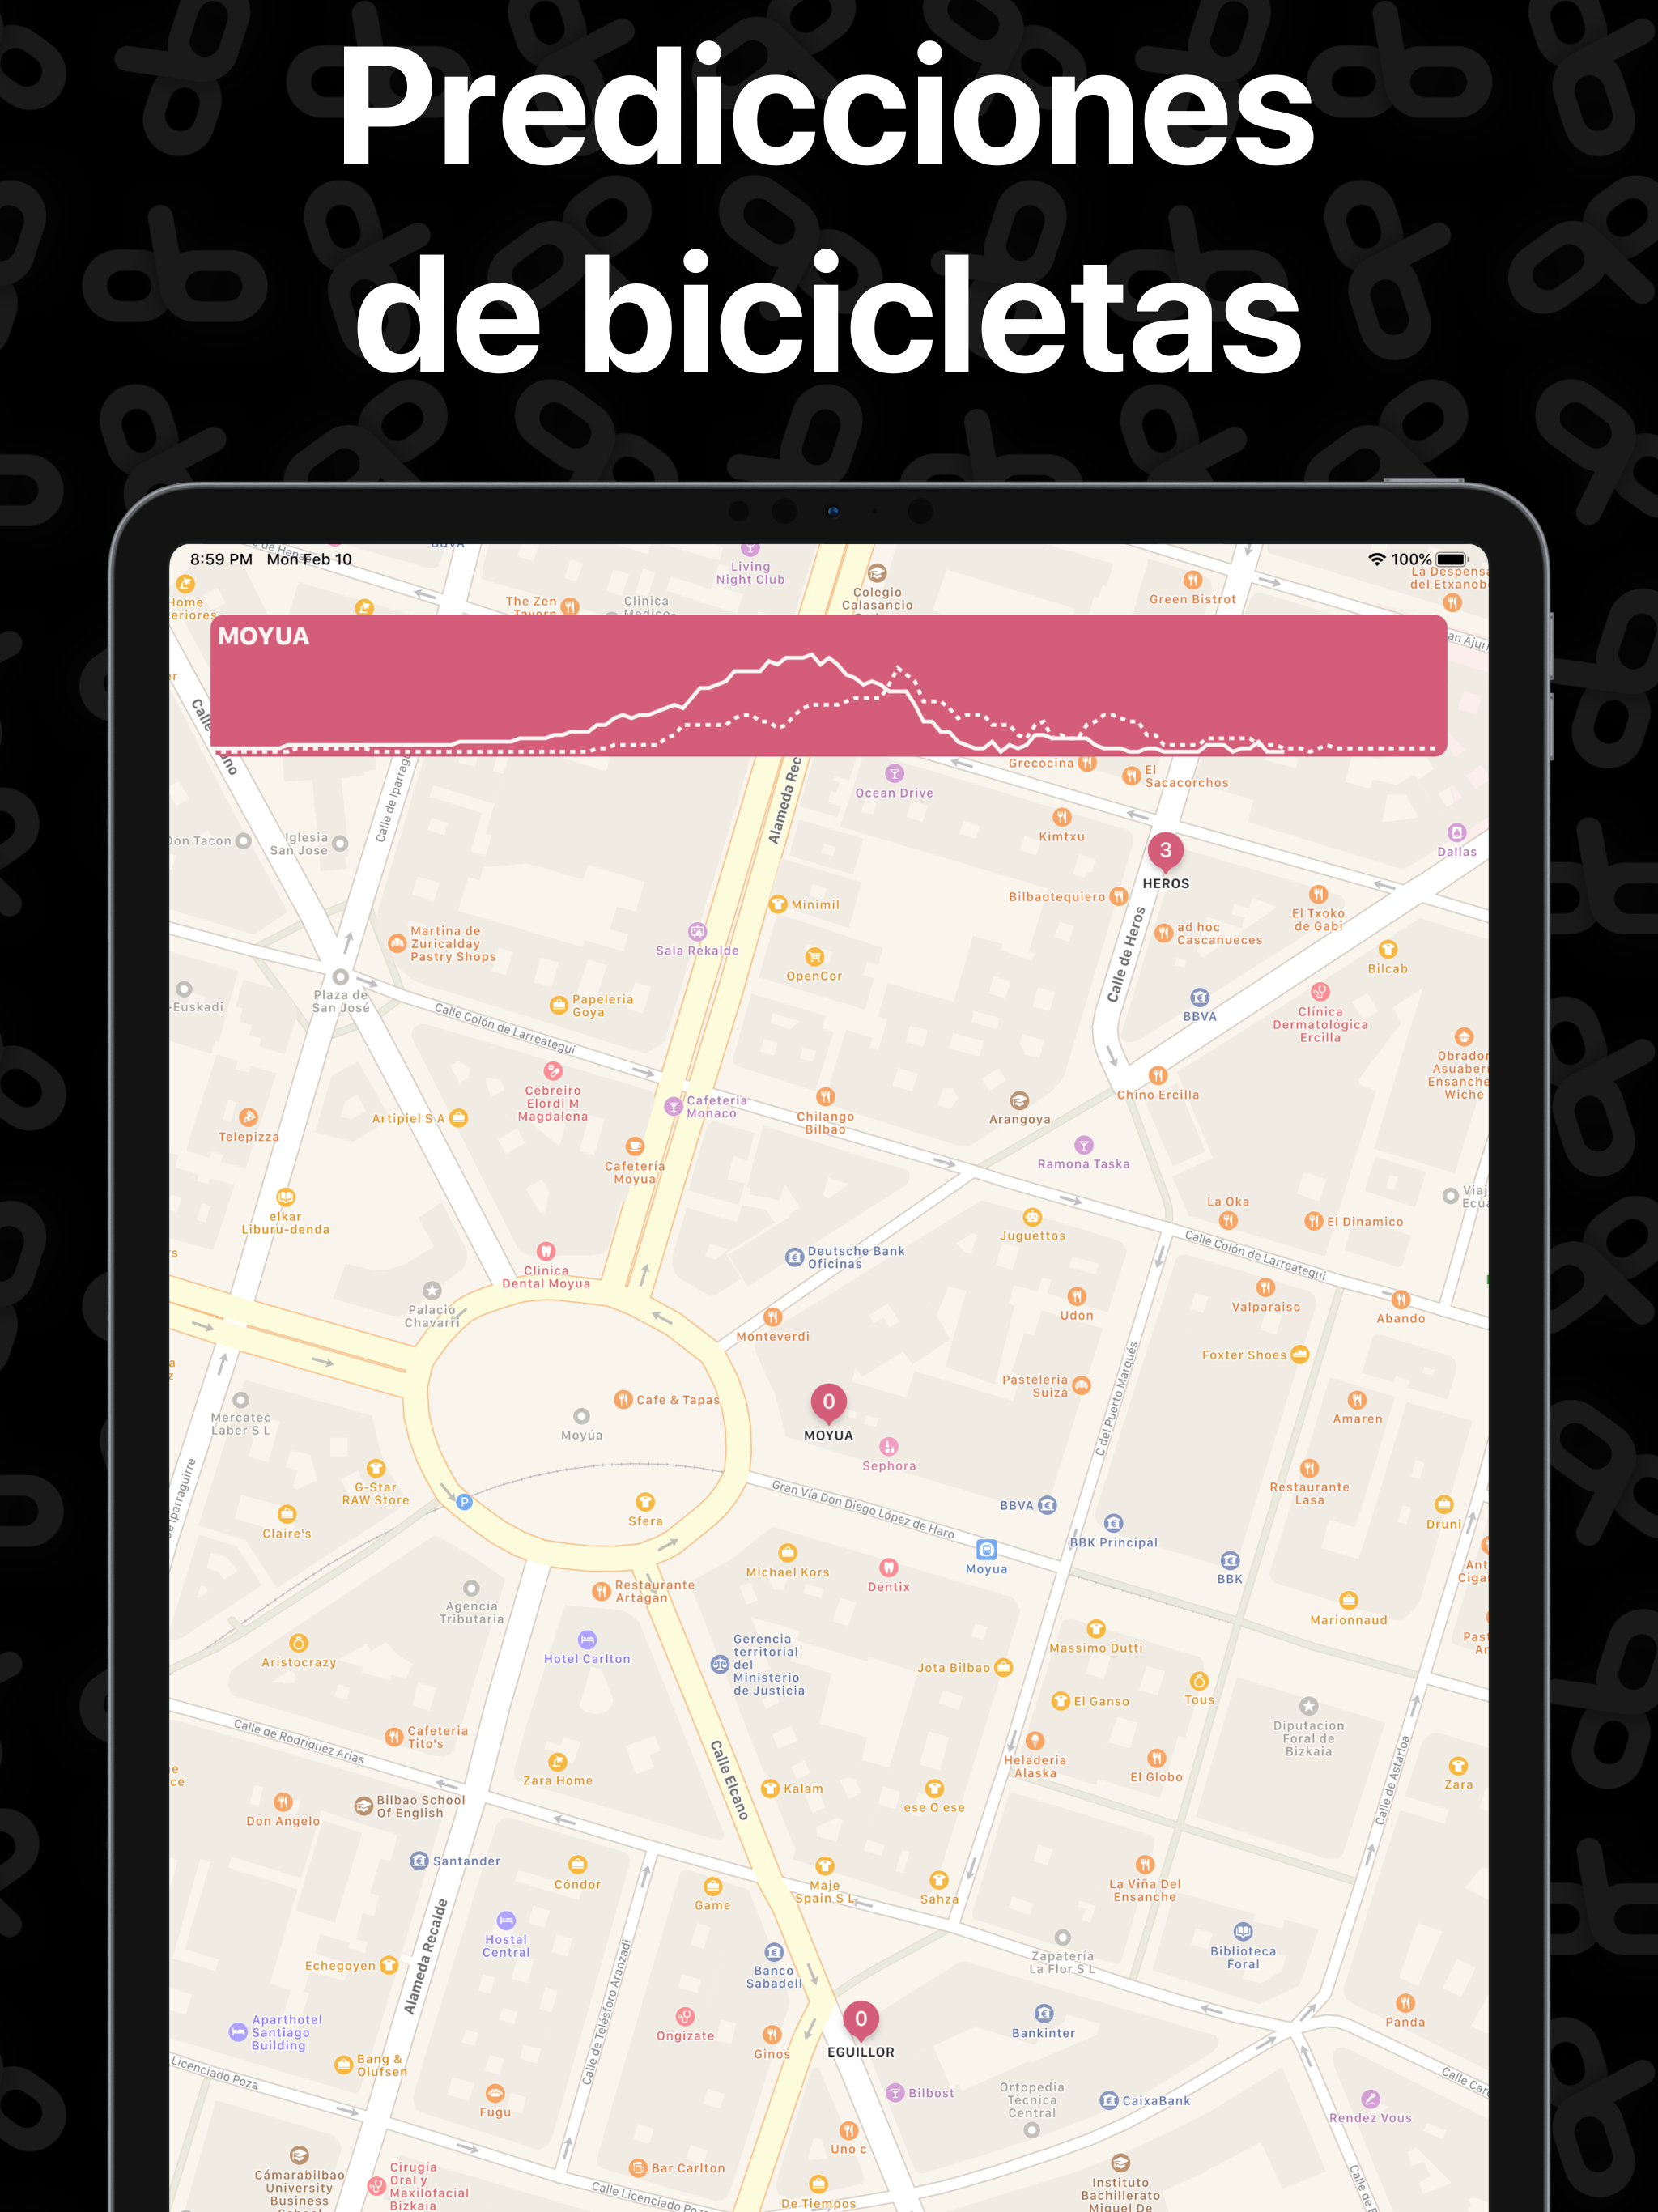 Predicciones
de bicicletas
8:59 PM Mon Feb 10
100%
BBVA
Living
Night Club
Colegio
Calasancio
Green Bistrot
La Despensa
del Etxanobe
Home
The Zen
Tavern
Clinica
MOYUA
Grecocina
El
Sacacorchos
Ocean Drive
Kimtxu
Dallas
Alameda Rec
Calle de Iparrag
Don Tacon
Iglesia
San Jose
3
HEROS
Bilbaotequiero
El Txoko
de Gabi
Minimil
ad hoc
Cascanueces
Martina de
Zuricalday
Pastry Shops
Sala Rekalde
OpenCor
Bilcab
Calle de Heros
Plaza de
San José
-Euskadi
Papeleria
Goya
BBVA
Clínica
Dermatológica
Ercilla
Calle Colón de Larreategui
Obrador
Asuaber
Ensanche
Wiche
Cebreiro
Elordi M
Magdalena
Cafeteria
Monaco
Chilango
Bilbao
Arangoya
Chino Ercilla
Telepizza
Artipiel S A
Cafetería
Moyua
Ramona Taska
elkar
Liburu-denda
La Oka
Juguettos
El Dinamico
Calle Colón de Larreategui
Deutsche Bank
Oficinas
Clinica
Dental Moyua
Palacio
Chavarri
Udon
Valparaiso
Abando
Monteverdi
Foxter Shoes
C del Puerto Marqués
Pasteleria
Suiza
Cafe & Tapas
Mercatec
Laber S L
Moyúa
0
MOYUA
Amaren
Sephora
G-Star
RAW Store
Restaurante
Lasa
P
Claire's
Sfera
Gran Via Don Diego López de Haro
BBVA
BBK Principal
Druni
de Iparraguirre
Michael Kors
Dentix
Moyua
BBK
Restaurante
Artagan
Agencia
Tributaria
Marionnaud
Hotel Carlton
Gerencia
territorial
del
Ministerio
de Justicia
Massimo Dutti
Aristocrazy
Jota Bilbao
El Ganso
Tous
Diputacion
Foral de
Bizkaia
Calle de Rodríguez Arias
Cafeteria
Tito's
Calle Elcano
Heladeria
Alaska
El Globo
Zara Home
Kalam
ese O ese
Calle de Astarloa
Zara
Don Angelo
Bilbao School
Of English
Santander
Cóndor
Game
Maje
Spain S L
Sahza
La Viña Del
Ensanche
Hostal
Central
Alameda Recalde
Echegoyen
Banco
Sabadell
Zapatería
La Flor S L
Biblioteca
Foral
Calle de Telésforo Aranzadi
Aparthotel
Santiago
Building
Ongizate
Ginos
0
EGUILLOR
Bankinter
Panda
Licenciado Poza
Bang &
Olufsen
Fugu
Bilbost
Ortopedia
Tècnica
Central
CaixaBank
Rendez Vous
Uno c
Cámarabilbao
University
Business
Cirugía
Oral y
Maxilofacial
Bizkaia
Bar Carlton
Calle Licenciado Poza
De Tiempos
Instituto
Bachillerato
Miguel De